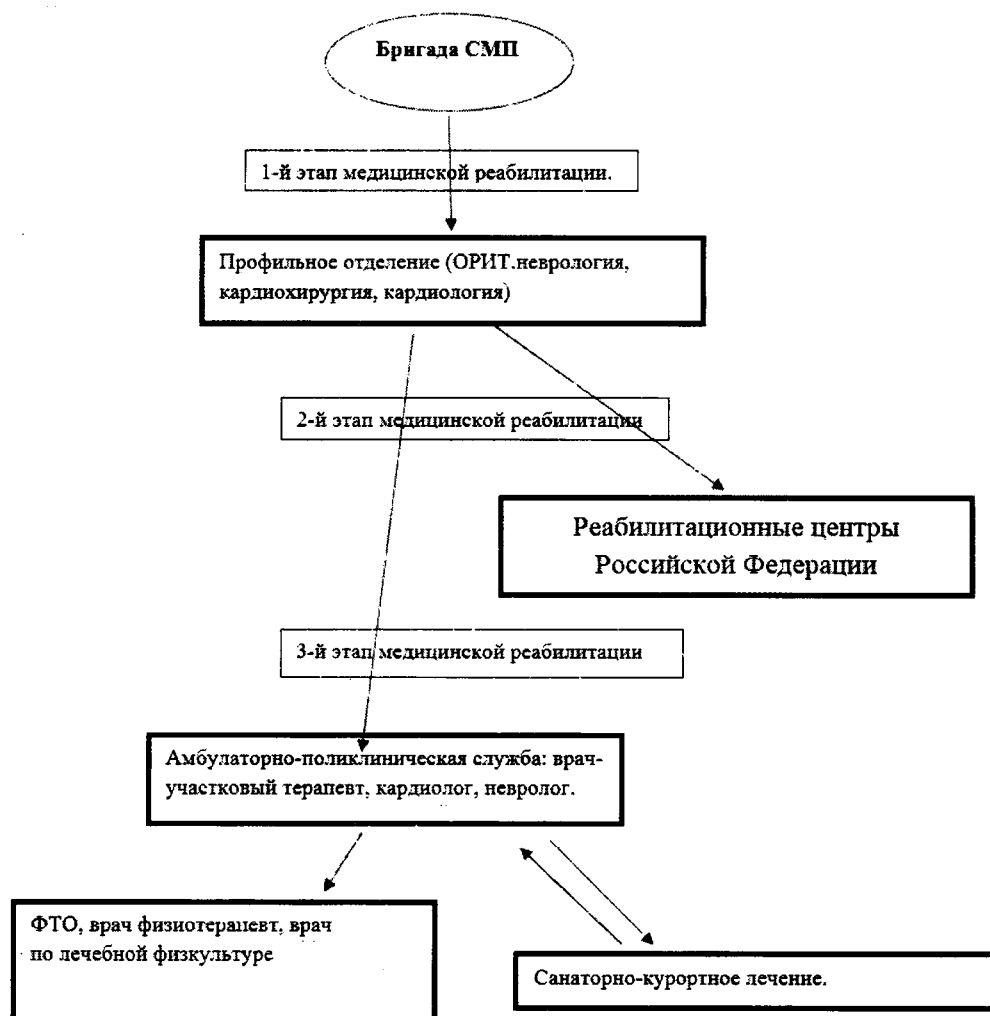 Бригада СМП
1-й этап медицинской реабилитации.
Профильное отделение (ОРИТ.неврология,
кардиохирургия, кардиология)
2-й этап медицинской реабилитации
Реабилитационные центры
Российской Федерации
3-й этап медицинской реабилитации
Амбулаторно-поликлиническая служба: врач-
участковый терапевт, кардиолог, невролог.
ФТО, врач физиотерапевт, врач
по лечебной физкультуре
Санаторно-курортное лечение.